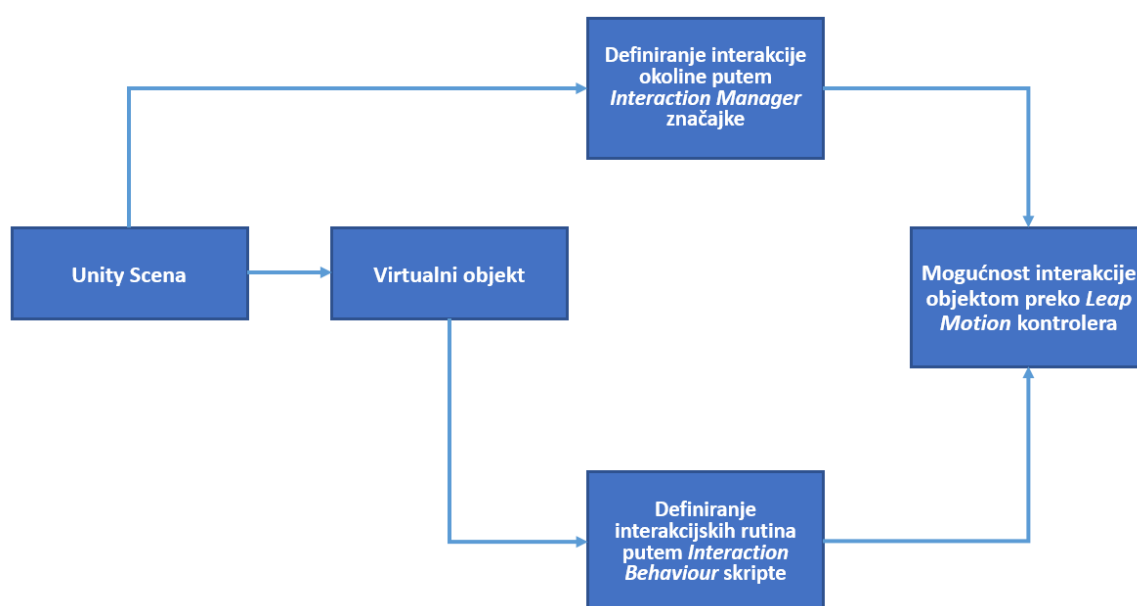 Definiranje interakcije
okoline putem
Interaction Manager
značajke
Unity Scena
Virtualni objekt
Mogućnost interakcije
objektom preko Leap
Motion kontrolera
Definiranje
interakcijskih rutina
putem Interaction
Behaviour skripte